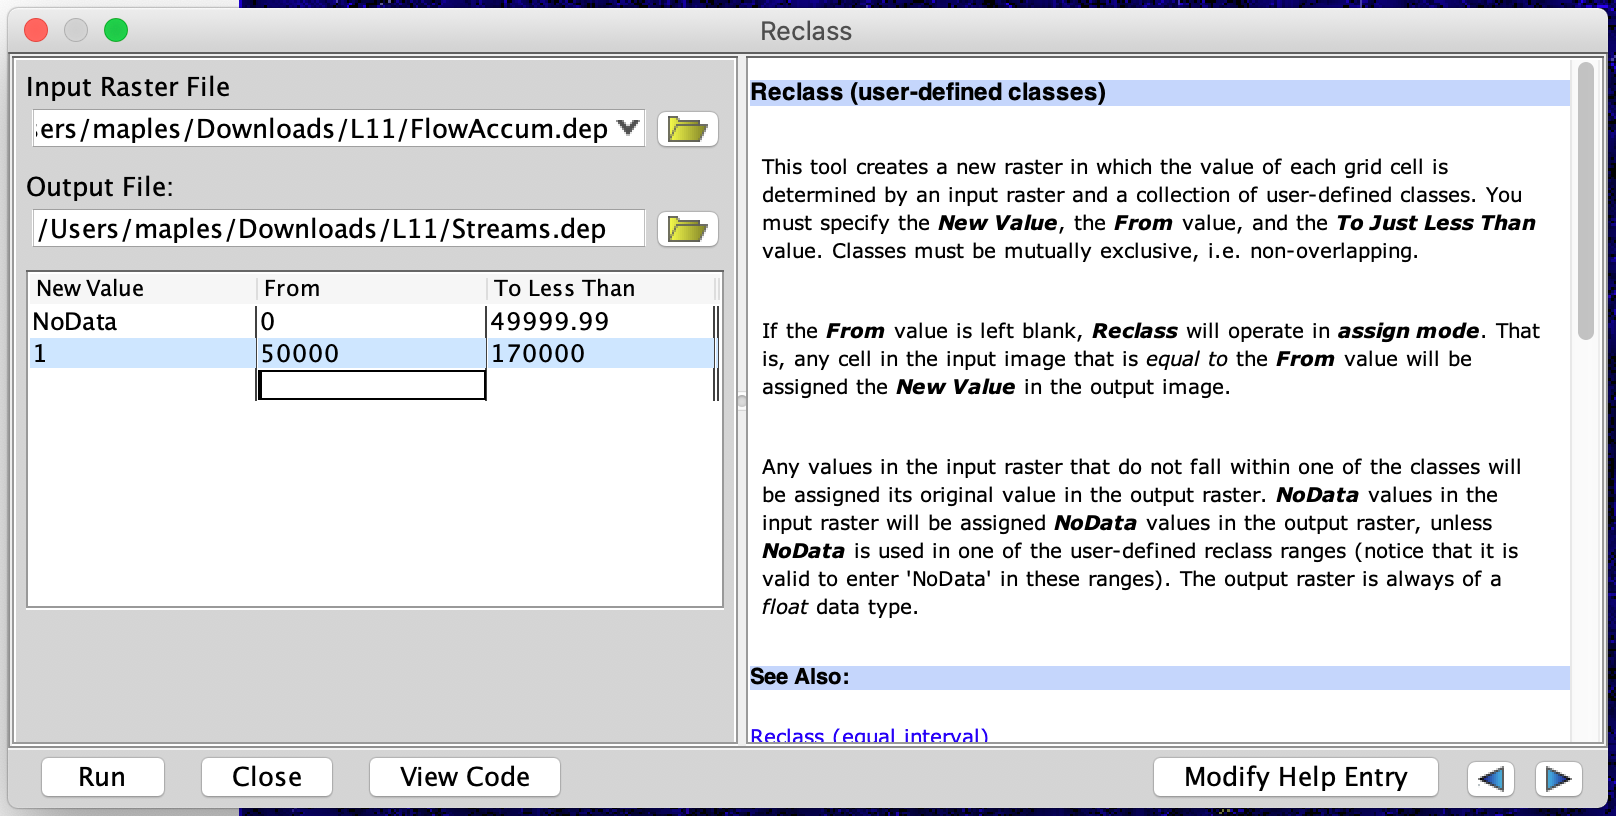 Reclass
Input Raster File
sers/maples/Downloads/L11/FlowAccum.dep
Output File:
/Users/maples/Downloads/L11/Streams.dep
New Value From To Less Than
NoData 0 49999.99
1 50000 170000
Reclass (user-defined classes)
This tool creates a new raster in which the value of each grid cell is
determined by an input raster and a collection of user-defined classes. You
must specify the New Value, the From value, and the To Just Less Than
value. Classes must be mutually exclusive, i.e. non-overlapping.
If the From value is left blank, Reclass will operate in assign mode. That
is, any cell in the input image that is equal to the From value will be
assigned the New Value in the output image.
Any values in the input raster that do not fall within one of the classes will
be assigned its original value in the output raster. NoData values in the
input raster will be assigned NoData values in the output raster, unless
NoData is used in one of the user-defined reclass ranges (notice that it is
valid to enter 'NoData' in these ranges). The output raster is always of a
float data type.
See Also:
Reclass (equal interval)
Run Close View Code Modify Help Entry